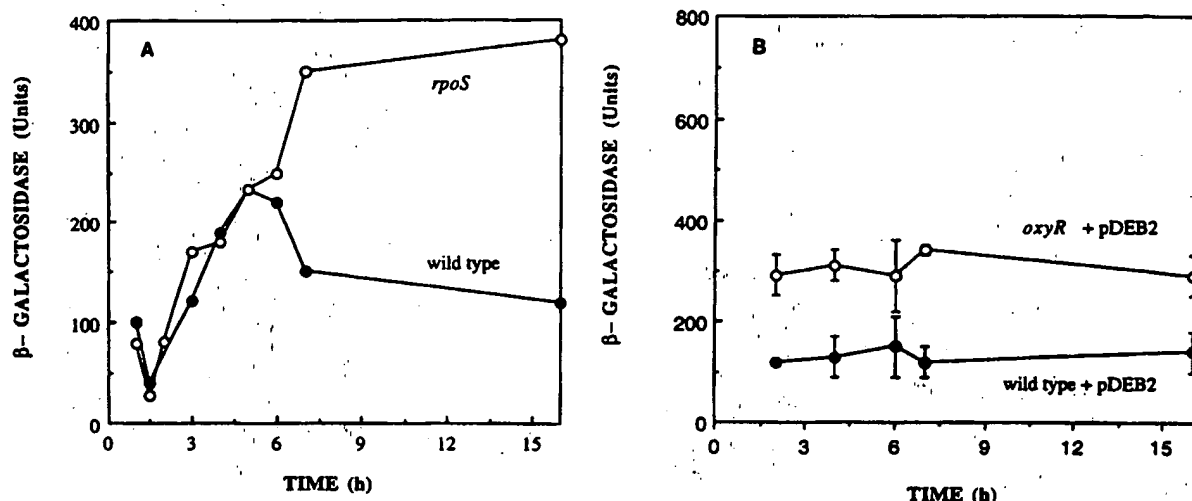 A
400
300
200
100
0
β- GALACTOSIDASE (Units)
rpoS
wild type
0
3
6
9
12
15
TIME (h)
B
800
600
400
200
0
β- GALACTOSIDASE (Units)
oxyR + pDEB2
wild type + pDEB2
0
3
6
9
12
15
TIME (h)